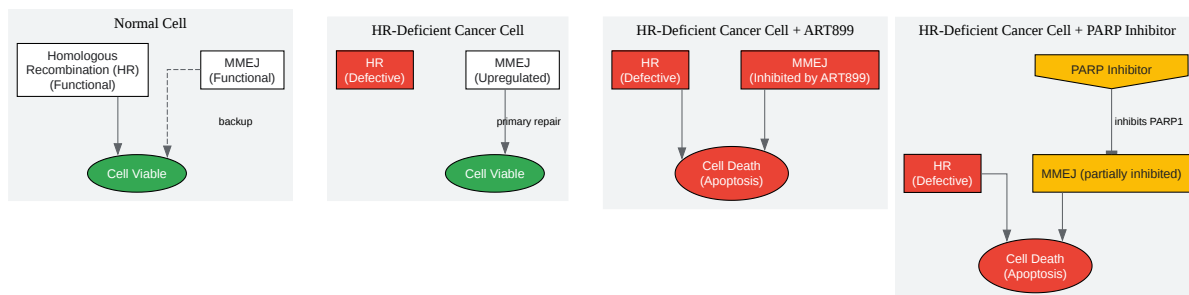 Normal Cell
Homologous
Recombination (HR)
(Functional)
MMEJ
(Functional)
backup
Cell Viable
HR-Deficient Cancer Cell
HR
(Defective)
MMEJ
(Upregulated)
primary repair
Cell Viable
HR-Deficient Cancer Cell + ART899
HR
(Defective)
MMEJ
(Inhibited by ART899)
Cell Death
(Apoptosis)
HR-Deficient Cancer Cell + PARP Inhibitor
PARP Inhibitor
inhibits PARP1
HR
(Defective)
MMEJ (partially inhibited)
Cell Death
(Apoptosis)